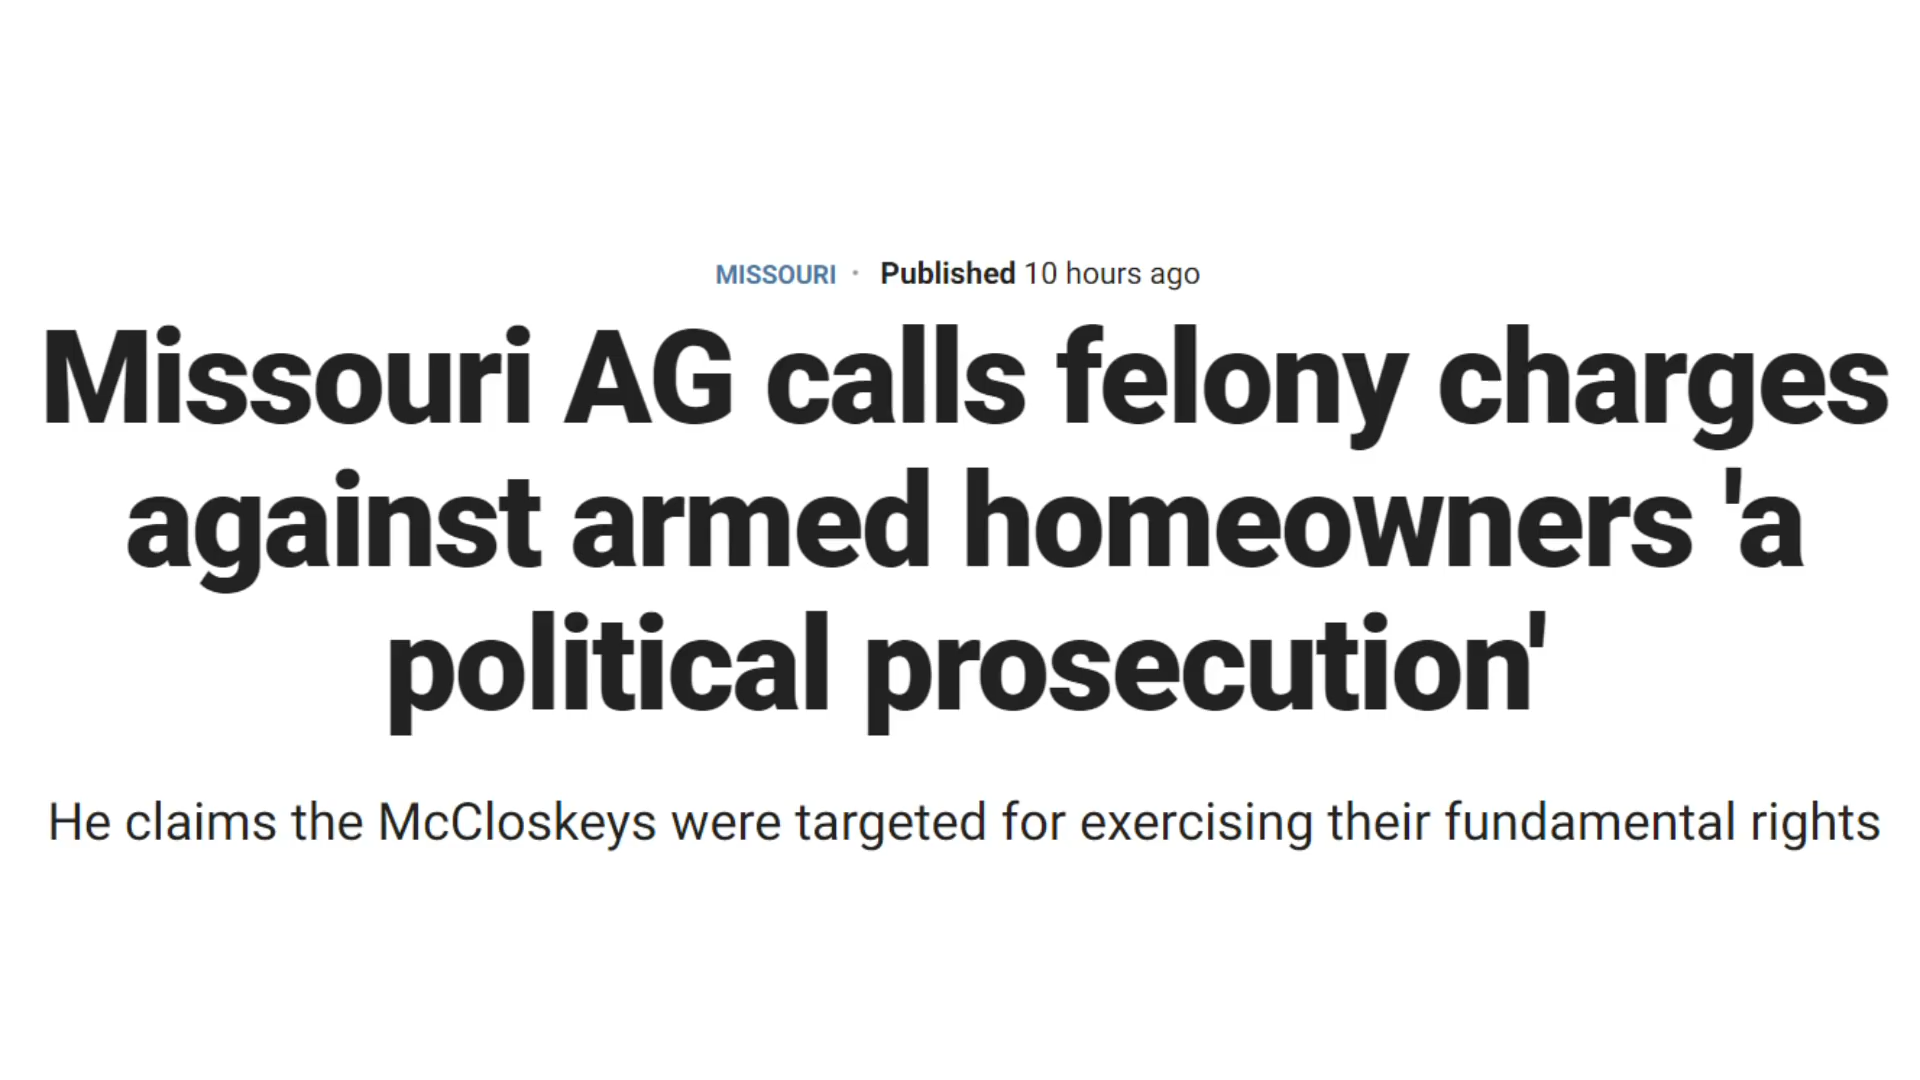 MISSOURI · Published 10 hours ago
Missouri AG calls felony charges
against armed homeowners 'a
political prosecution'
He claims the McCloskeys were targeted for exercising their fundamental rights